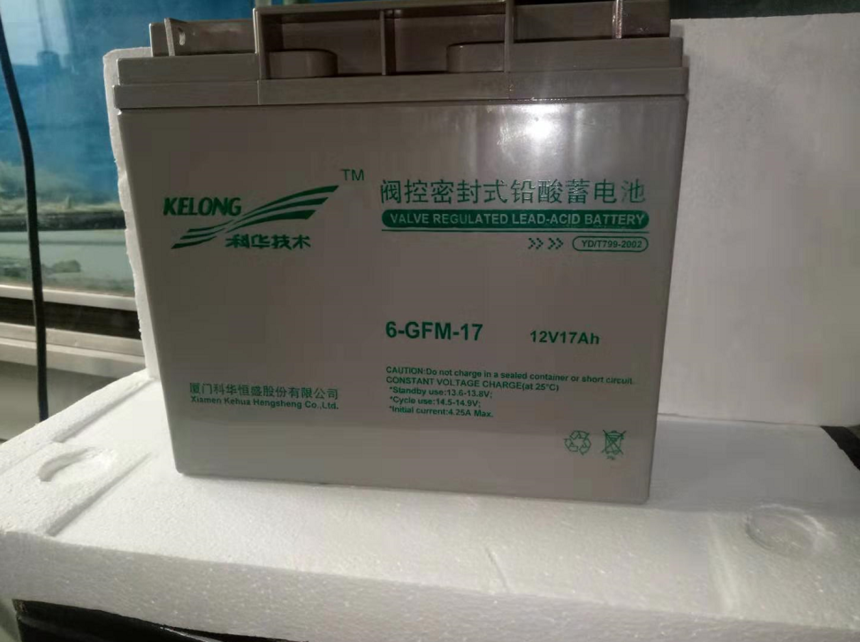 KELONG
科华技术
TM
阀控密封式铅酸蓄电池
VALVE REGULATED LEAD-ACID BATTERY
YD/T799-2002
6-GFM-17
12V17Ah
CAUTION:Do not charge in a sealed container or short circuit.
CONSTANT VOLTAGE CHARGE(at 25°C)
*Standby use:13.6-13.8V;
*Cycle use:14.5-14.9V;
*Initial current:4.25A Max.
厦门科华恒盛股份有限公司
Xismen Kehua Hengsheng Co.,Ltd.